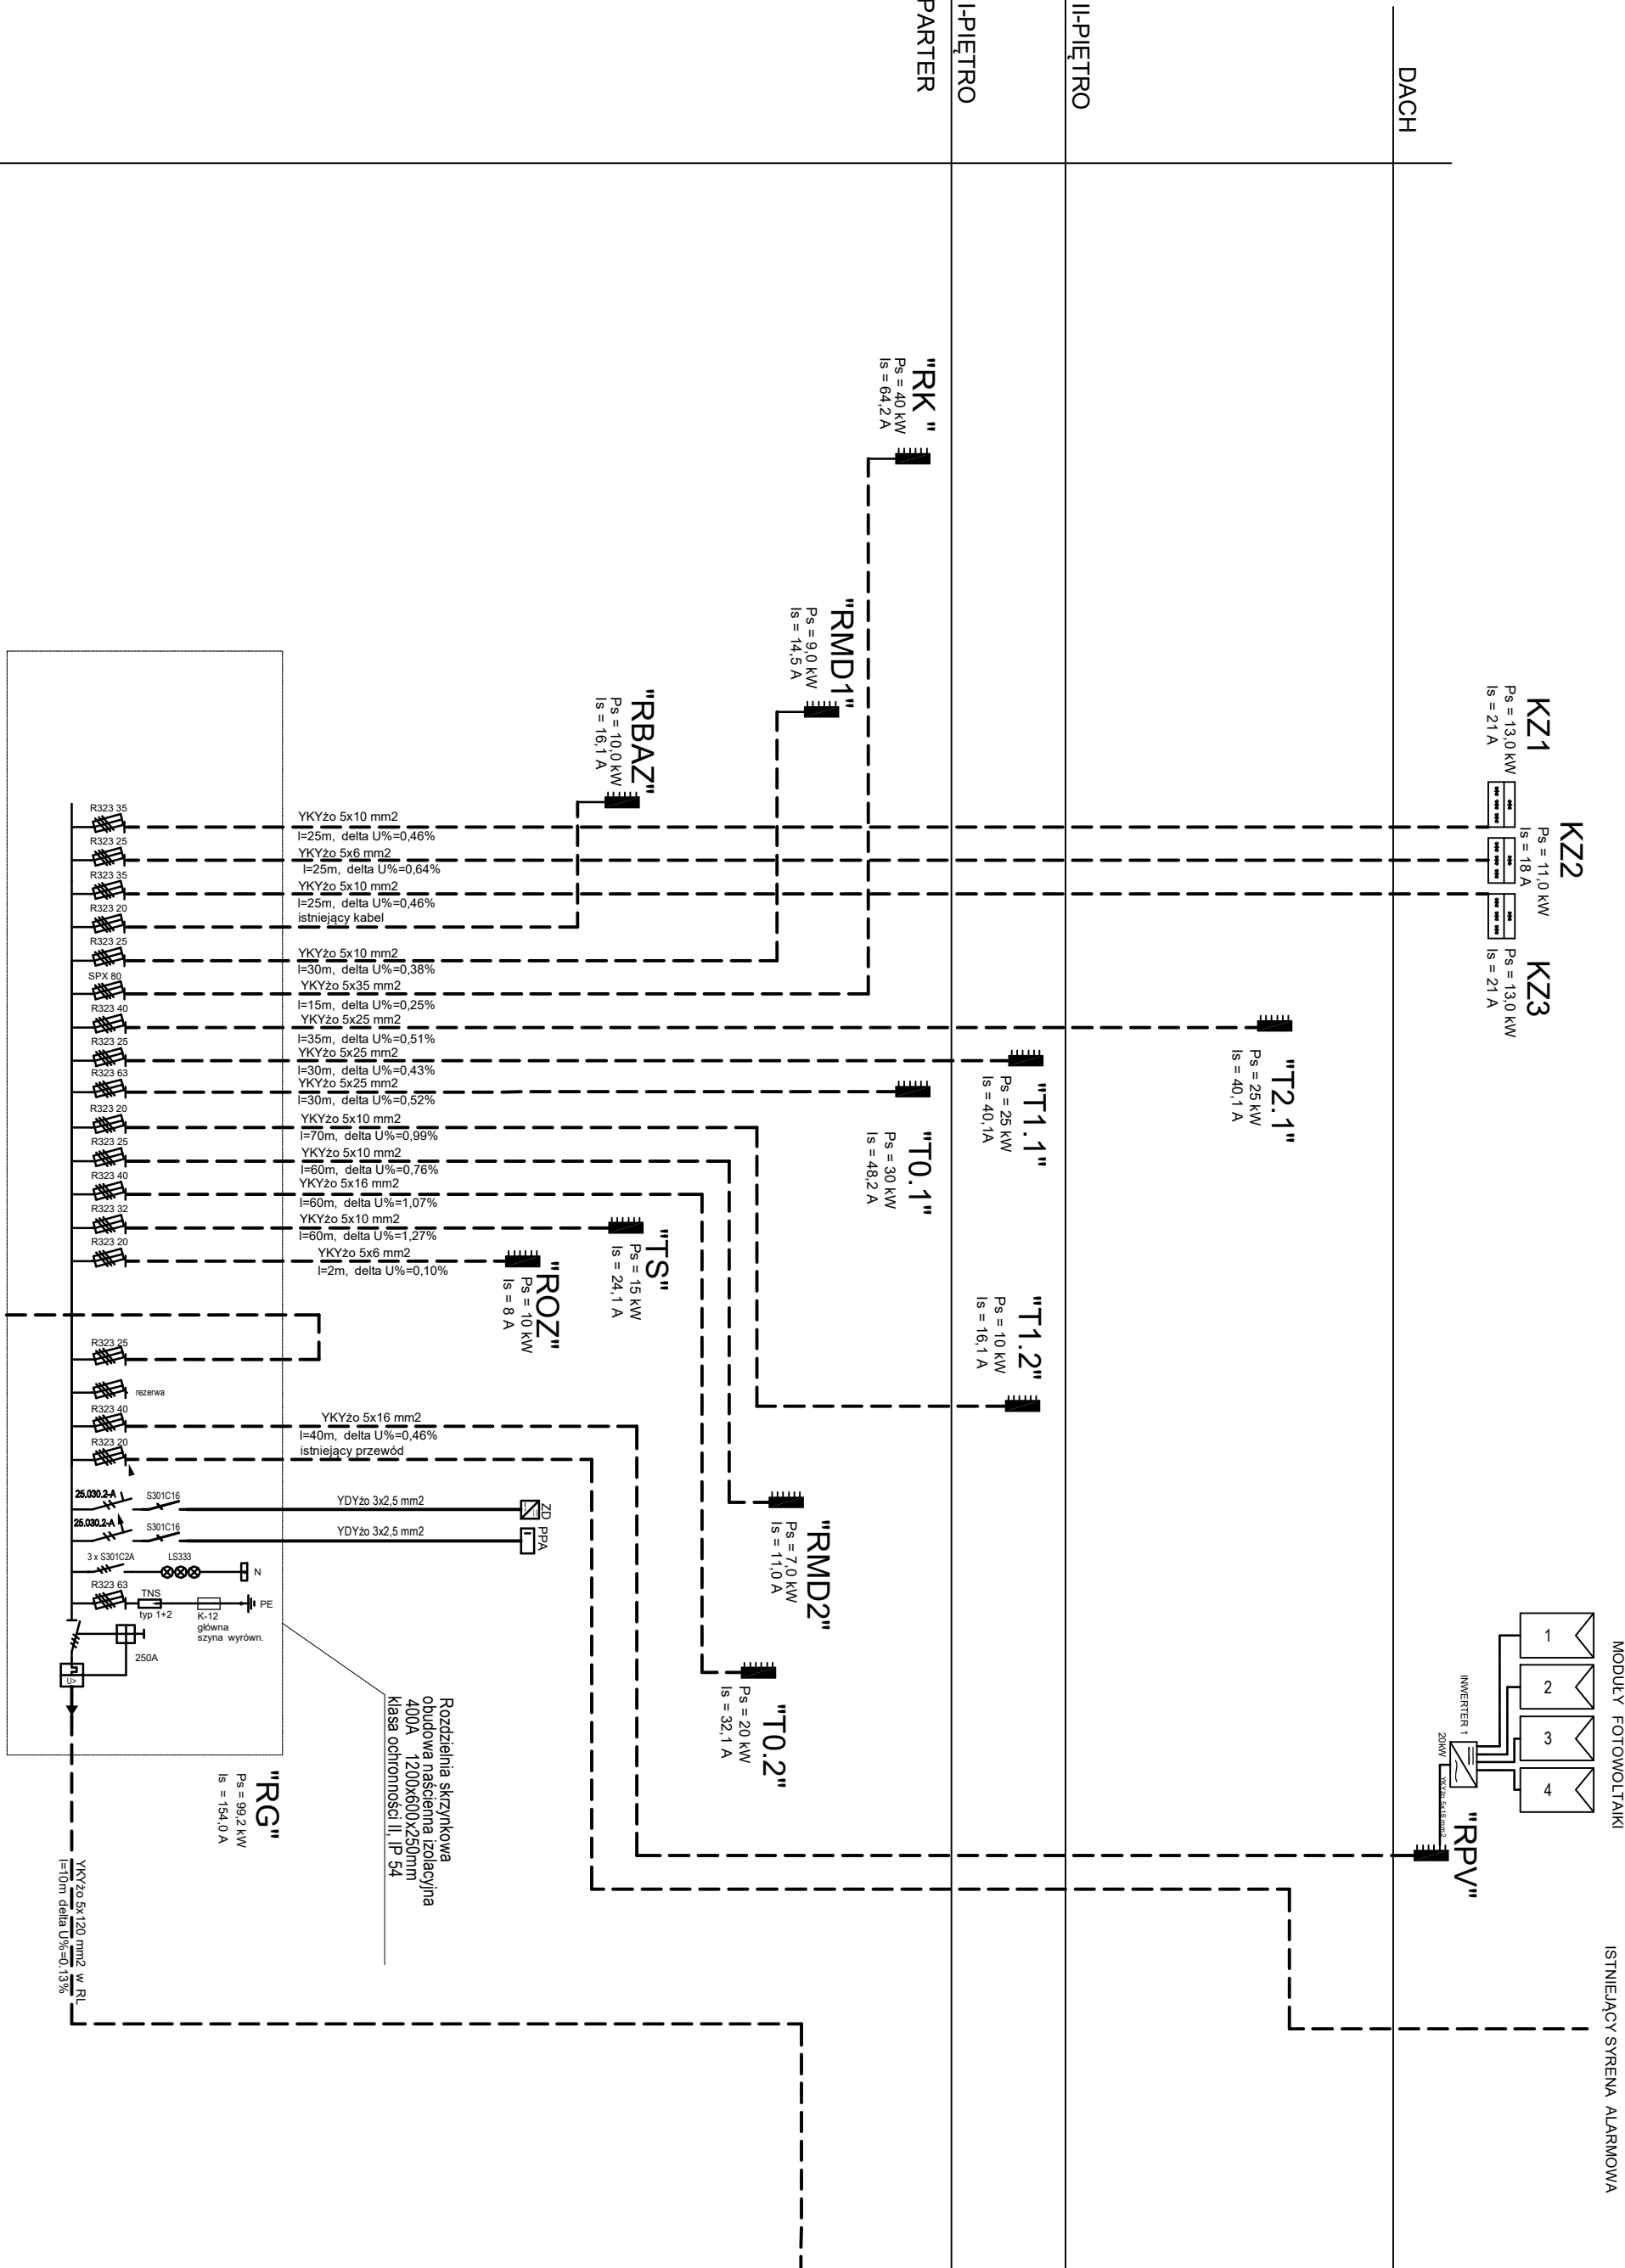 DACH
II-PIĘTRO
I-PIĘTRO
PARTER
KZ1
Ps = 13,0 kW
Is = 21 A
KZ2
Ps = 11,0 kW
Is = 18 A
KZ3
Ps = 13,0 kW
Is = 21 A
MODUŁY FOTOWOLTAIKI
1
2
3
4
INWERTER 1
20kW
YKYżo 5x16 mm2
"RPV"
ISTNIEJĄCY SYRENA ALARMOWA
"T2.1"
Ps = 25 kW
Is = 40,1 A
"T1.1"
Ps = 25 kW
Is = 40,1A
"T1.2"
Ps = 10 kW
Is = 16,1 A
"RK "
Ps = 40 kW
Is = 64,2 A
"T0.1"
Ps = 30 kW
Is = 48,2 A
"RMD1"
Ps = 9,0 kW
Is = 14,5 A
"RMD2"
Ps = 7,0 kW
Is = 11,0 A
"T0.2"
Ps = 20 kW
Is = 32,1 A
"RBAZ"
Ps = 10,0 kW
Is = 16,1 A
"TS"
Ps = 15 kW
Is = 24,1 A
"ROZ"
Ps = 10 kW
Is = 8 A
R323 35
YKYżo 5x10 mm2
l=25m, delta U%=0,46%
R323 25
YKYżo 5x6 mm2
l=25m, delta U%=0,64%
R323 35
YKYżo 5x10 mm2
l=25m, delta U%=0,46%
R323 20
istniejący kabel
R323 25
YKYżo 5x10 mm2
l=30m, delta U%=0,38%
SPX 80
YKYżo 5x35 mm2
l=15m, delta U%=0,25%
R323 40
YKYżo 5x25 mm2
l=35m, delta U%=0,51%
R323 25
YKYżo 5x25 mm2
l=30m, delta U%=0,43%
R323 63
YKYżo 5x25 mm2
l=30m, delta U%=0,52%
R323 20
YKYżo 5x10 mm2
l=70m, delta U%=0,99%
R323 25
YKYżo 5x10 mm2
l=60m, delta U%=0,76%
R323 40
YKYżo 5x16 mm2
l=60m, delta U%=1,07%
R323 32
YKYżo 5x10 mm2
l=60m, delta U%=1,27%
R323 20
YKYżo 5x6 mm2
l=2m, delta U%=0,10%
R323 25
rezerwa
R323 40
YKYżo 5x16 mm2
l=40m, delta U%=0,46%
R323 20
istniejący przewód
25.030.2-A
S301C16
YDYżo 3x2,5 mm2
ZD
25.030.2-A
S301C16
YDYżo 3x2,5 mm2
PPA
3 x S301C2A
LS333
N
R323 63
TNS
typ 1+2
K-12
główna
szyna wyrówn.
PE
250A
Rozdzielnia skrzynkowa
obudowa naścienna izolacyjna
400A 1200x600x250mm
klasa ochronności II, IP 54
"RG"
Ps = 99,2 kW
Is = 154,0 A
YKYżo 5x120 mm2 w RL
l=10m delta U%=0.13%